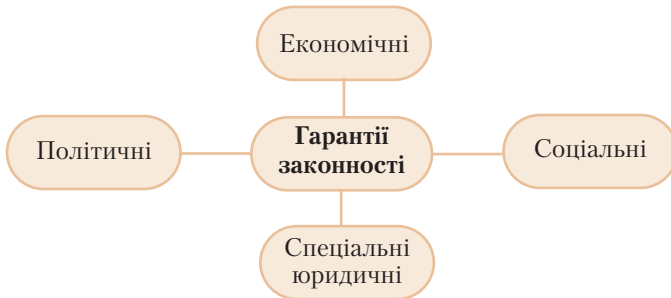 Економічні
Політичні
Гарантії
законності
Соціальні
Спеціальні
юридичні